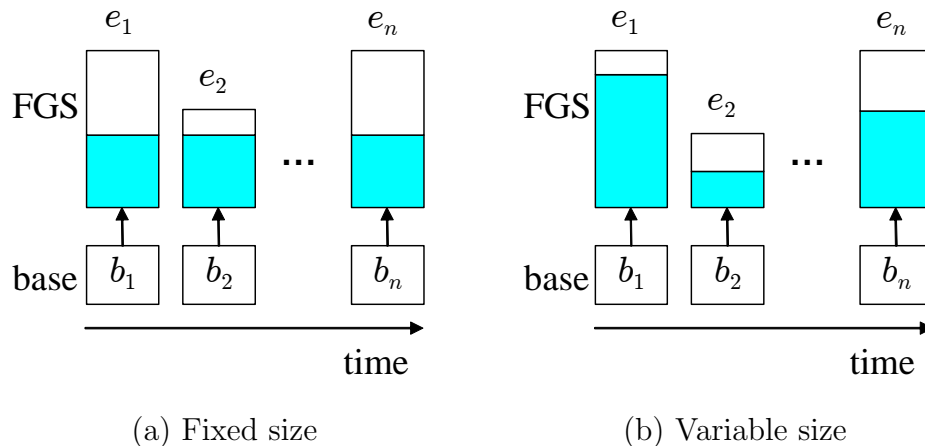 e₁ e₂ ... eₙ
FGS
base b₁ b₂ bₙ
time
(a) Fixed size
e₁ e₂ ... eₙ
FGS
base b₁ b₂ bₙ
time
(b) Variable size